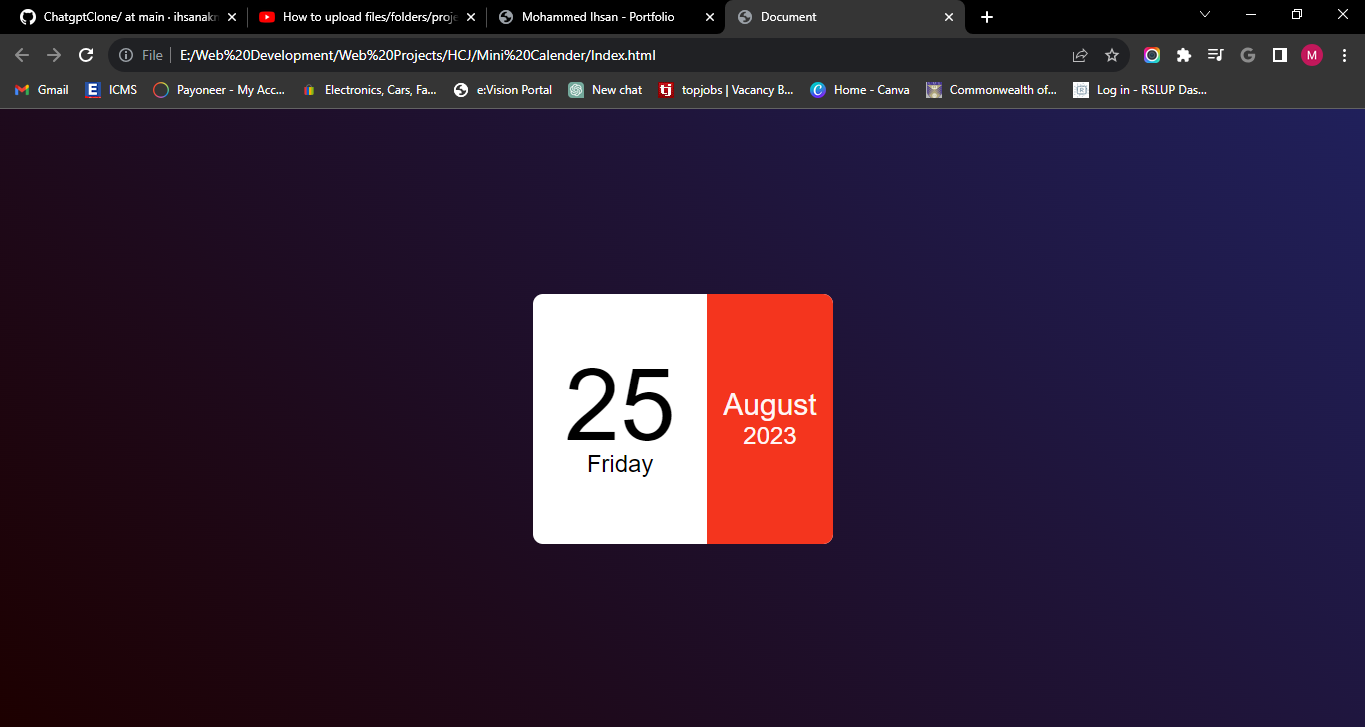 ChatgptClone/ at main · ihsanakr
How to upload files/folders/proje
Mohammed Ihsan - Portfolio
Document
File
E:/Web%20Development/Web%20Projects/HCJ/Mini%20Calender/Index.html
M
Gmail
E ICMS
Payoneer - My Acc...
Electronics, Cars, Fa...
e:Vision Portal
New chat
tj topjobs | Vacancy B...
C Home - Canva
Commonwealth of...
Log in - RSLUP Das...
25
Friday
August
2023